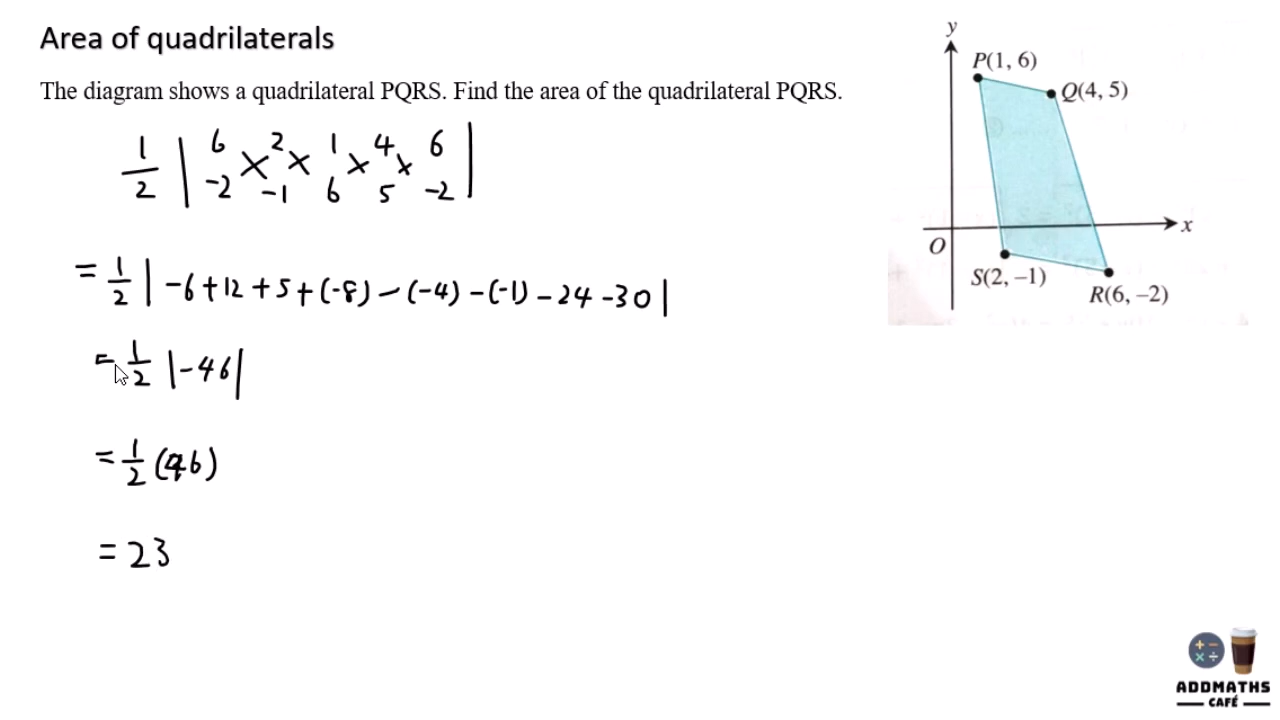 Area of quadrilaterals
The diagram shows a quadrilateral PQRS. Find the area of the quadrilateral PQRS.
1/2 | 6 × 2 × 1 × 4 × 6 |
-2 -1 6 5 -2
= 1/2 | -6 + 12 + 5 + (-8) - (-4) - (-1) - 24 - 30 |
= 1/2 |-46|
= 1/2 (46)
= 23
y
P(1, 6)
Q(4, 5)
x
O
S(2, −1)
R(6, −2)
+ −
× ÷
ADDMATHS
CAFÉ